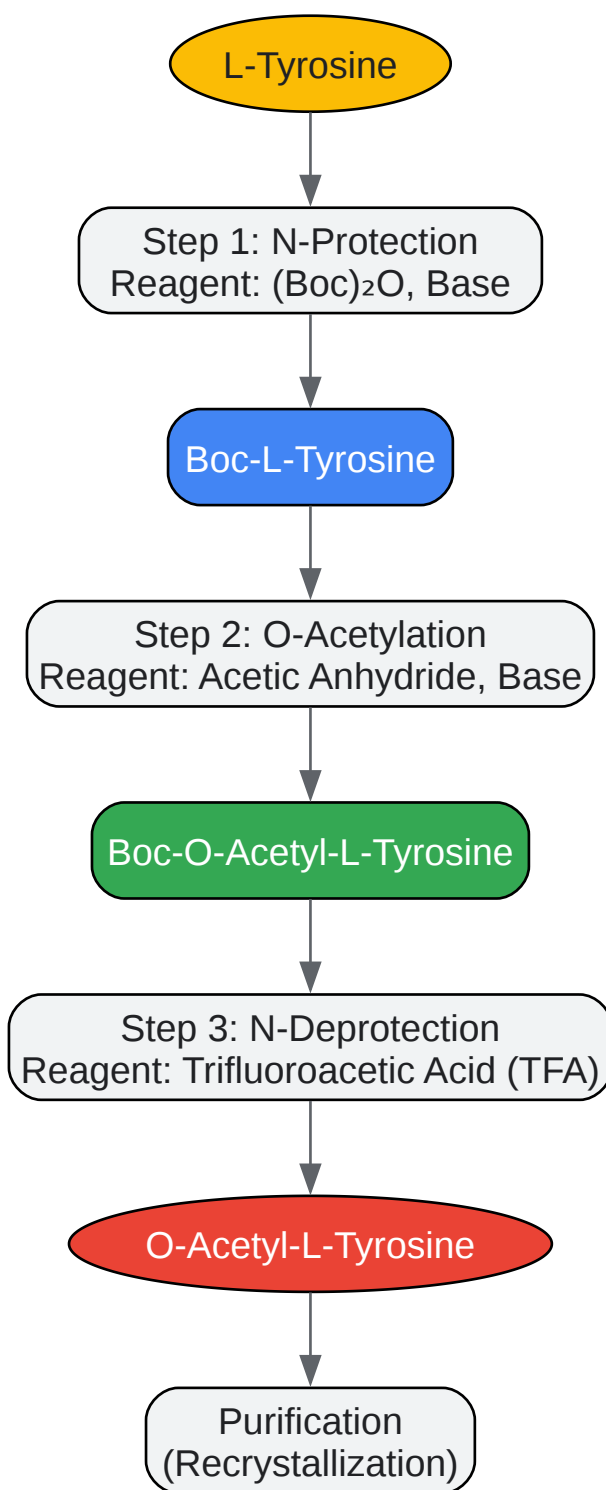 L-Tyrosine
Step 1: N-Protection
Reagent: (Boc)₂O, Base
Boc-L-Tyrosine
Step 2: O-Acetylation
Reagent: Acetic Anhydride, Base
Boc-O-Acetyl-L-Tyrosine
Step 3: N-Deprotection
Reagent: Trifluoroacetic Acid (TFA)
O-Acetyl-L-Tyrosine
Purification
(Recrystallization)